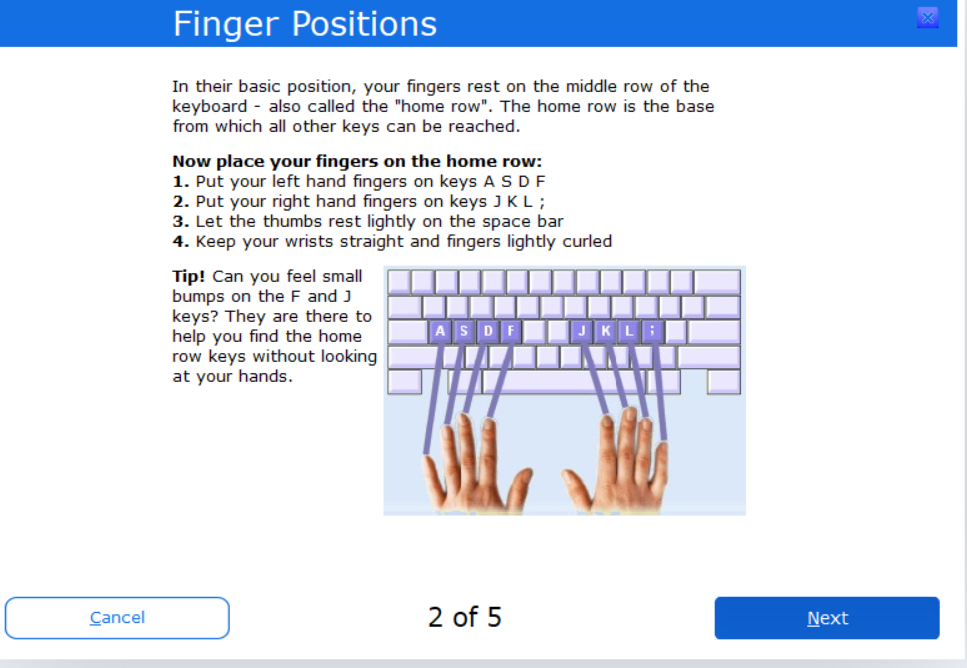 Finger Positions
In their basic position, your fingers rest on the middle row of the
keyboard - also called the "home row". The home row is the base
from which all other keys can be reached.
Now place your fingers on the home row:
1. Put your left hand fingers on keys A S D F
2. Put your right hand fingers on keys J K L ;
3. Let the thumbs rest lightly on the space bar
4. Keep your wrists straight and fingers lightly curled
Tip! Can you feel small
bumps on the F and J
keys? They are there to
help you find the home
row keys without looking
at your hands.
A S D F J K L ;
Cancel
2 of 5
Next